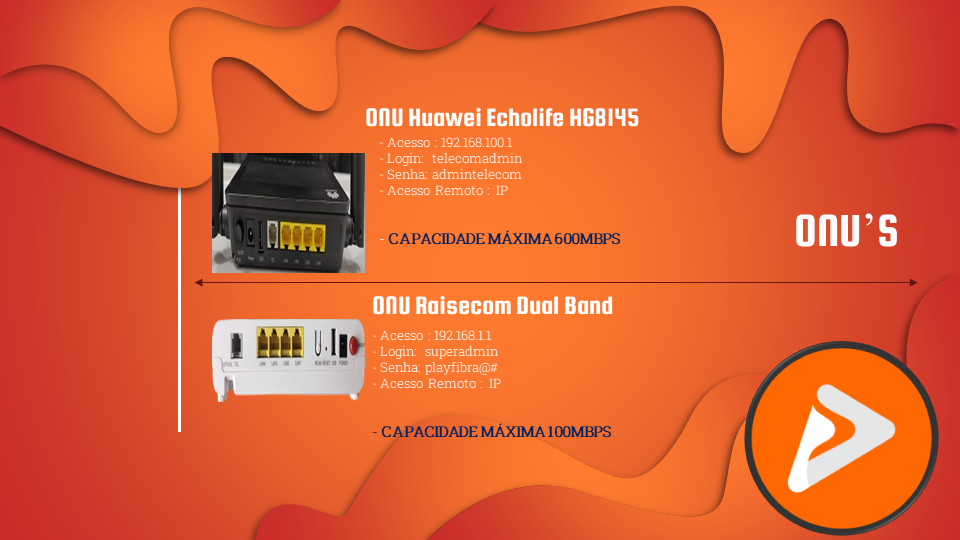 ONU Huawei Echolife HG8145
- Acesso : 192.168.100.1
- Login: telecomadmin
- Senha: admintelecom
- Acesso Remoto : IP
- CAPACIDADE MÁXIMA 600MBPS
ONU'S
ONU Raisecom Dual Band
- Acesso : 192.168.1.1
- Login: superadmin
- Senha: playfibra@#
- Acesso Remoto : IP
- CAPACIDADE MÁXIMA 100MBPS